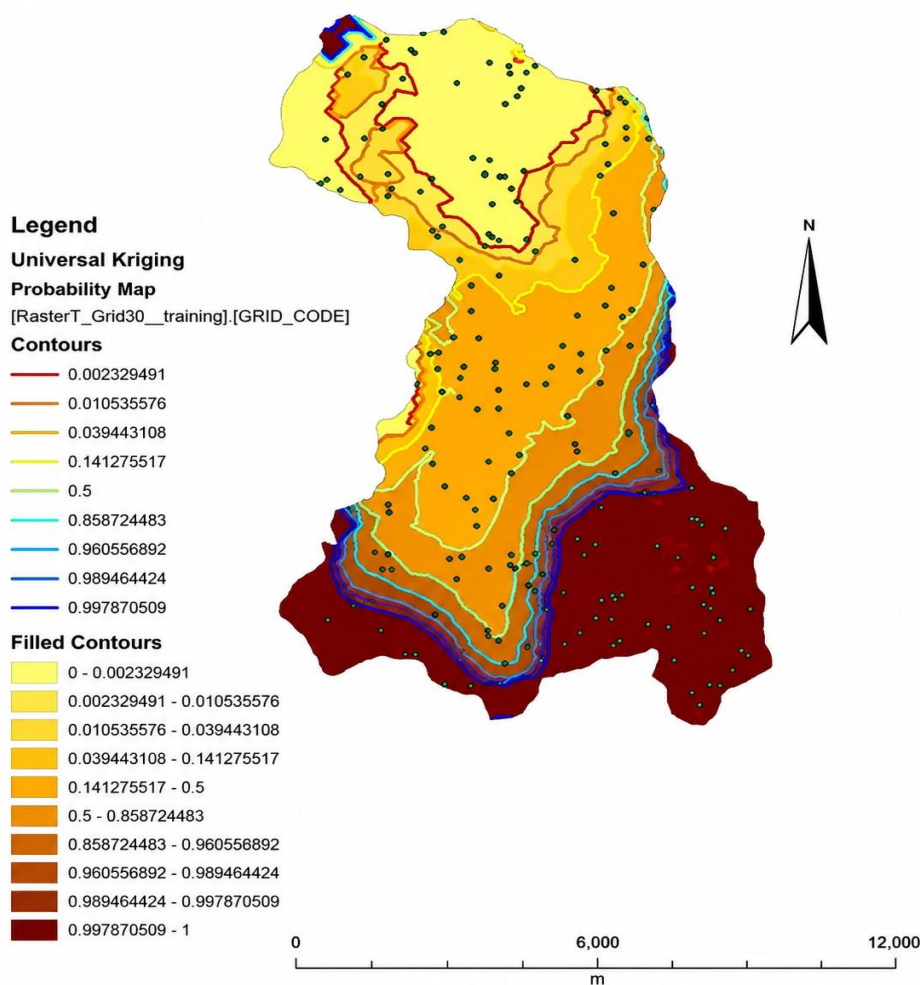 Legend
Universal Kriging
Probability Map
[RasterT_Grid30__training].[GRID_CODE]
Contours
0.002329491
0.010535576
0.039443108
0.141275517
0.5
0.858724483
0.960556892
0.989464424
0.997870509
Filled Contours
0 - 0.002329491
0.002329491 - 0.010535576
0.010535576 - 0.039443108
0.039443108 - 0.141275517
0.141275517 - 0.5
0.5 - 0.858724483
0.858724483 - 0.960556892
0.960556892 - 0.989464424
0.989464424 - 0.997870509
0.997870509 - 1
N
0 6,000 12,000
m